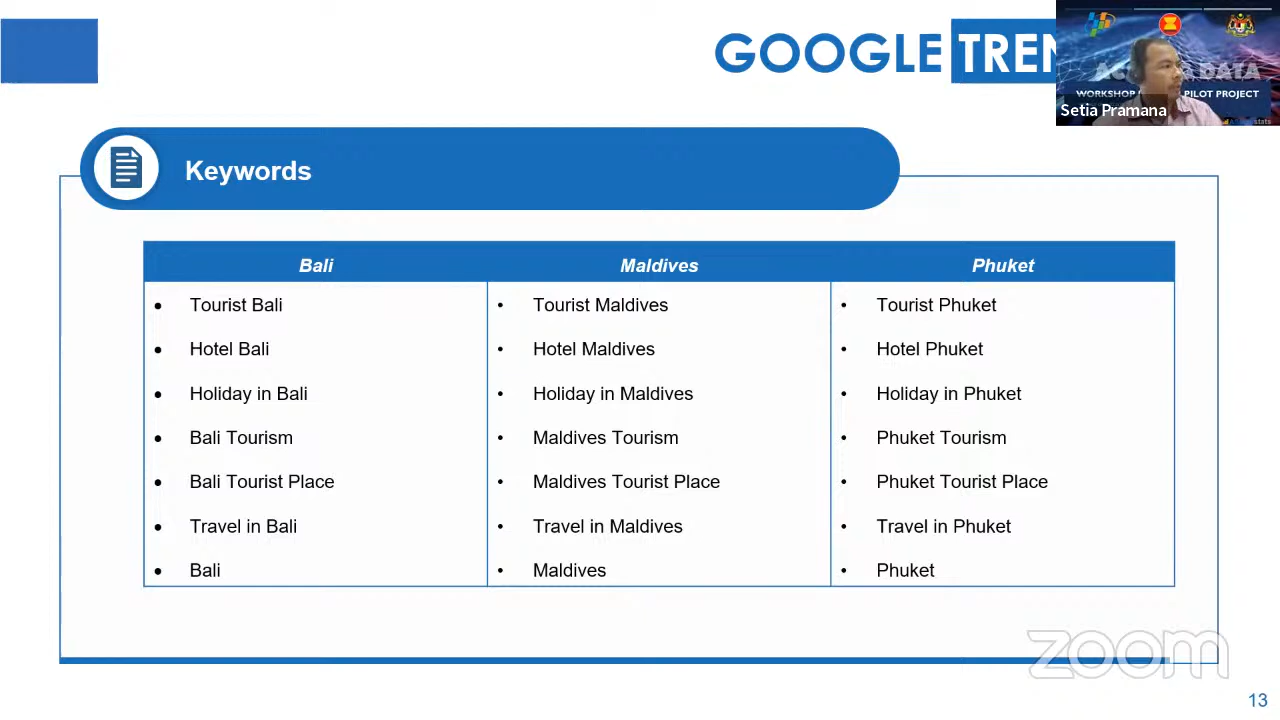 GOOGLE TREN
DATA
WORKSHOP PILOT PROJECT
Setia Pramana
Keywords
Bali Maldives Phuket
• Tourist Bali • Tourist Maldives • Tourist Phuket
• Hotel Bali • Hotel Maldives • Hotel Phuket
• Holiday in Bali • Holiday in Maldives • Holiday in Phuket
• Bali Tourism • Maldives Tourism • Phuket Tourism
• Bali Tourist Place • Maldives Tourist Place • Phuket Tourist Place
• Travel in Bali • Travel in Maldives • Travel in Phuket
• Bali • Maldives • Phuket
zoom
13